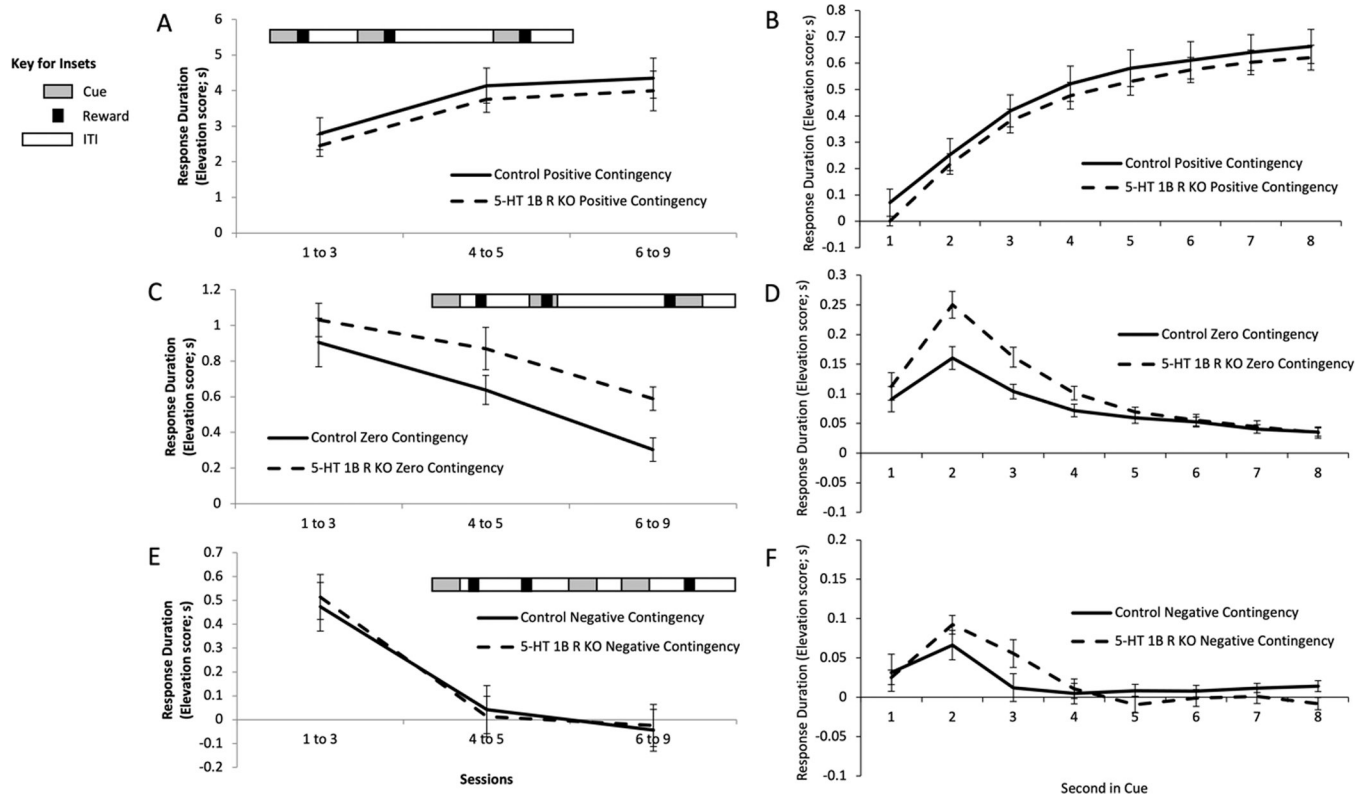 Key for Insets
Cue
Reward
ITI
A
Response Duration
(Elevation score; s)
6
5
4
3
2
1
0
1 to 3
4 to 5
6 to 9
Control Positive Contingency
5-HT 1B R KO Positive Contingency
B
Response Duration (Elevation score; s)
0.8
0.7
0.6
0.5
0.4
0.3
0.2
0.1
0
-0.1
1 2 3 4 5 6 7 8
Control Positive Contingency
5-HT 1B R KO Positive Contingency
C
Response Duration
(Elevation score; s)
1.2
1
0.8
0.6
0.4
0.2
0
1 to 3
4 to 5
6 to 9
Control Zero Contingency
5-HT 1B R KO Zero Contingency
D
Response Duration (Elevation score; s)
0.3
0.25
0.2
0.15
0.1
0.05
0
-0.05
-0.1
1 2 3 4 5 6 7 8
Control Zero Contingency
5-HT 1B R KO Zero Contingency
E
Response Duration
(Elevation score; s)
0.7
0.6
0.5
0.4
0.3
0.2
0.1
0
-0.1
-0.2
1 to 3
4 to 5
6 to 9
Control Negative Contingency
5-HT 1B R KO Negative Contingency
Sessions
F
Response Duration (Elevation score; s)
0.2
0.15
0.1
0.05
0
-0.05
-0.1
1 2 3 4 5 6 7 8
Control Negative Contingency
5-HT 1B R KO Negative Contingency
Second in Cue